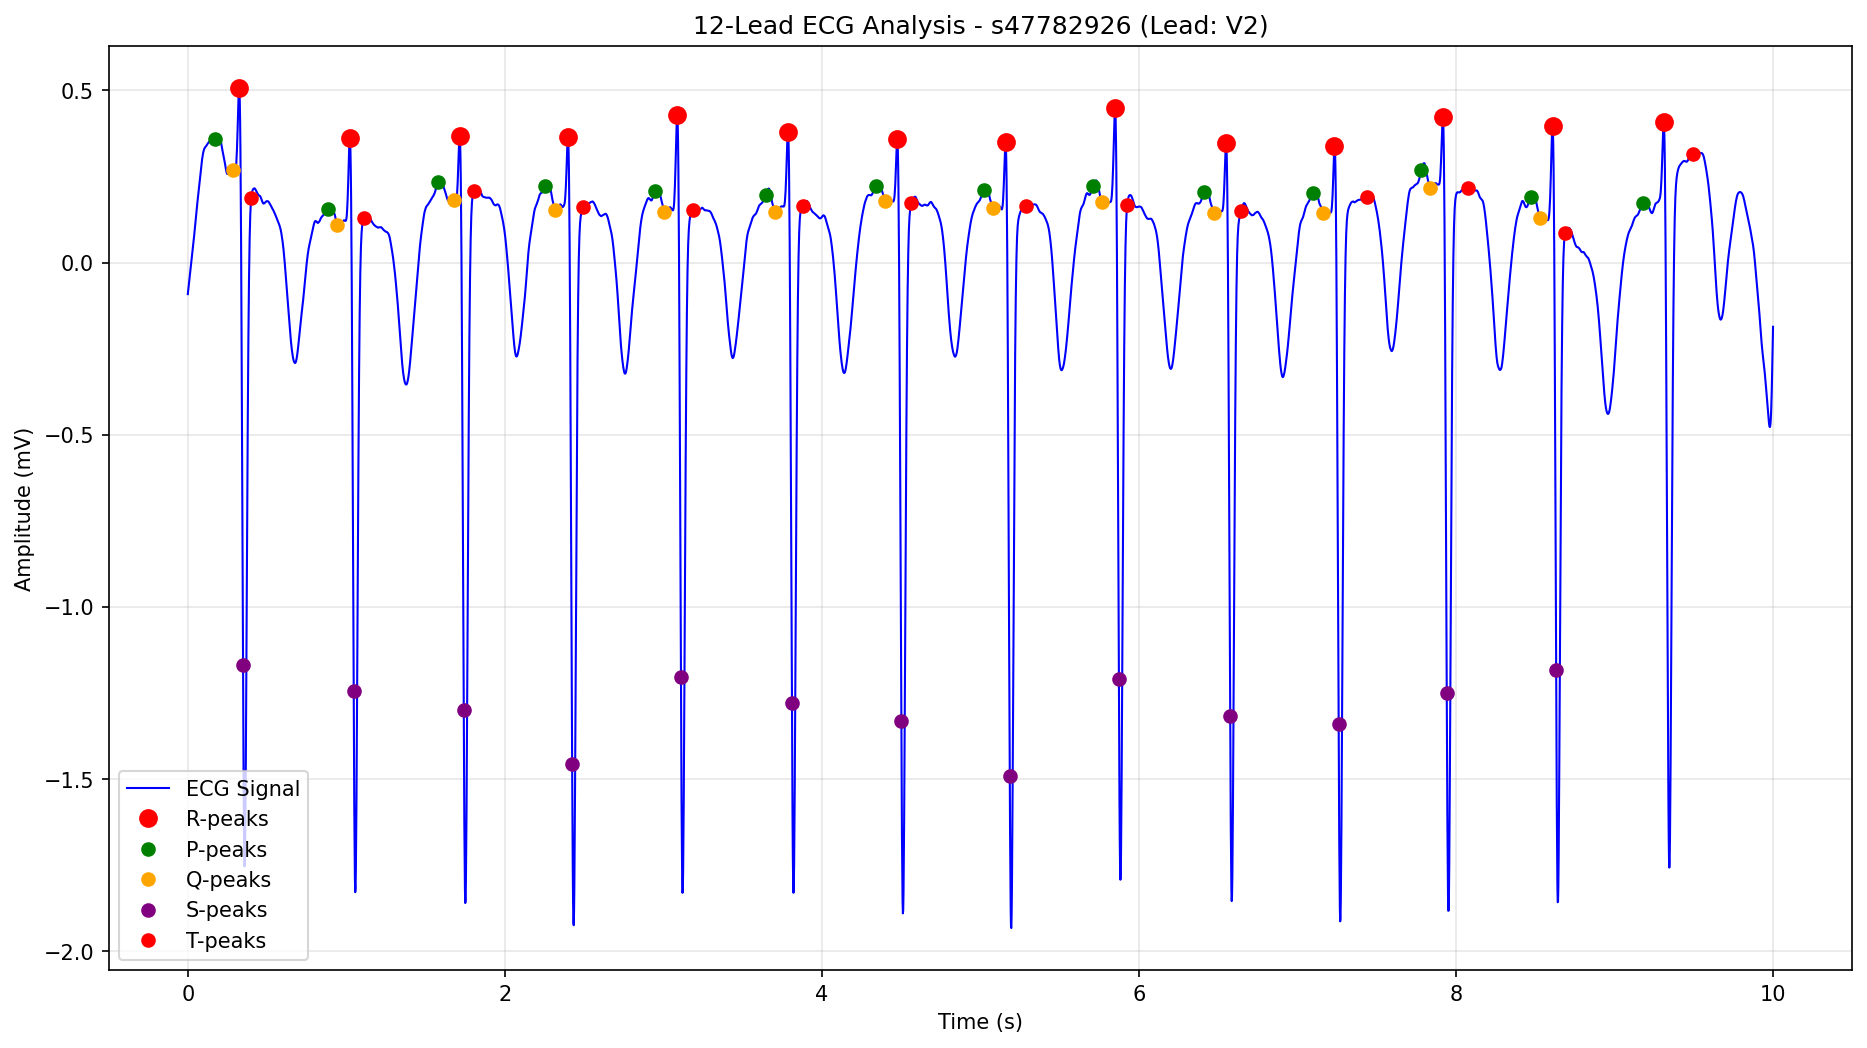 12-Lead ECG Analysis - s47782926 (Lead: V2)
0.5
0.0
−0.5
−1.0
−1.5
−2.0
Amplitude (mV)
ECG Signal
R-peaks
P-peaks
Q-peaks
S-peaks
T-peaks
0
2
4
6
8
10
Time (s)